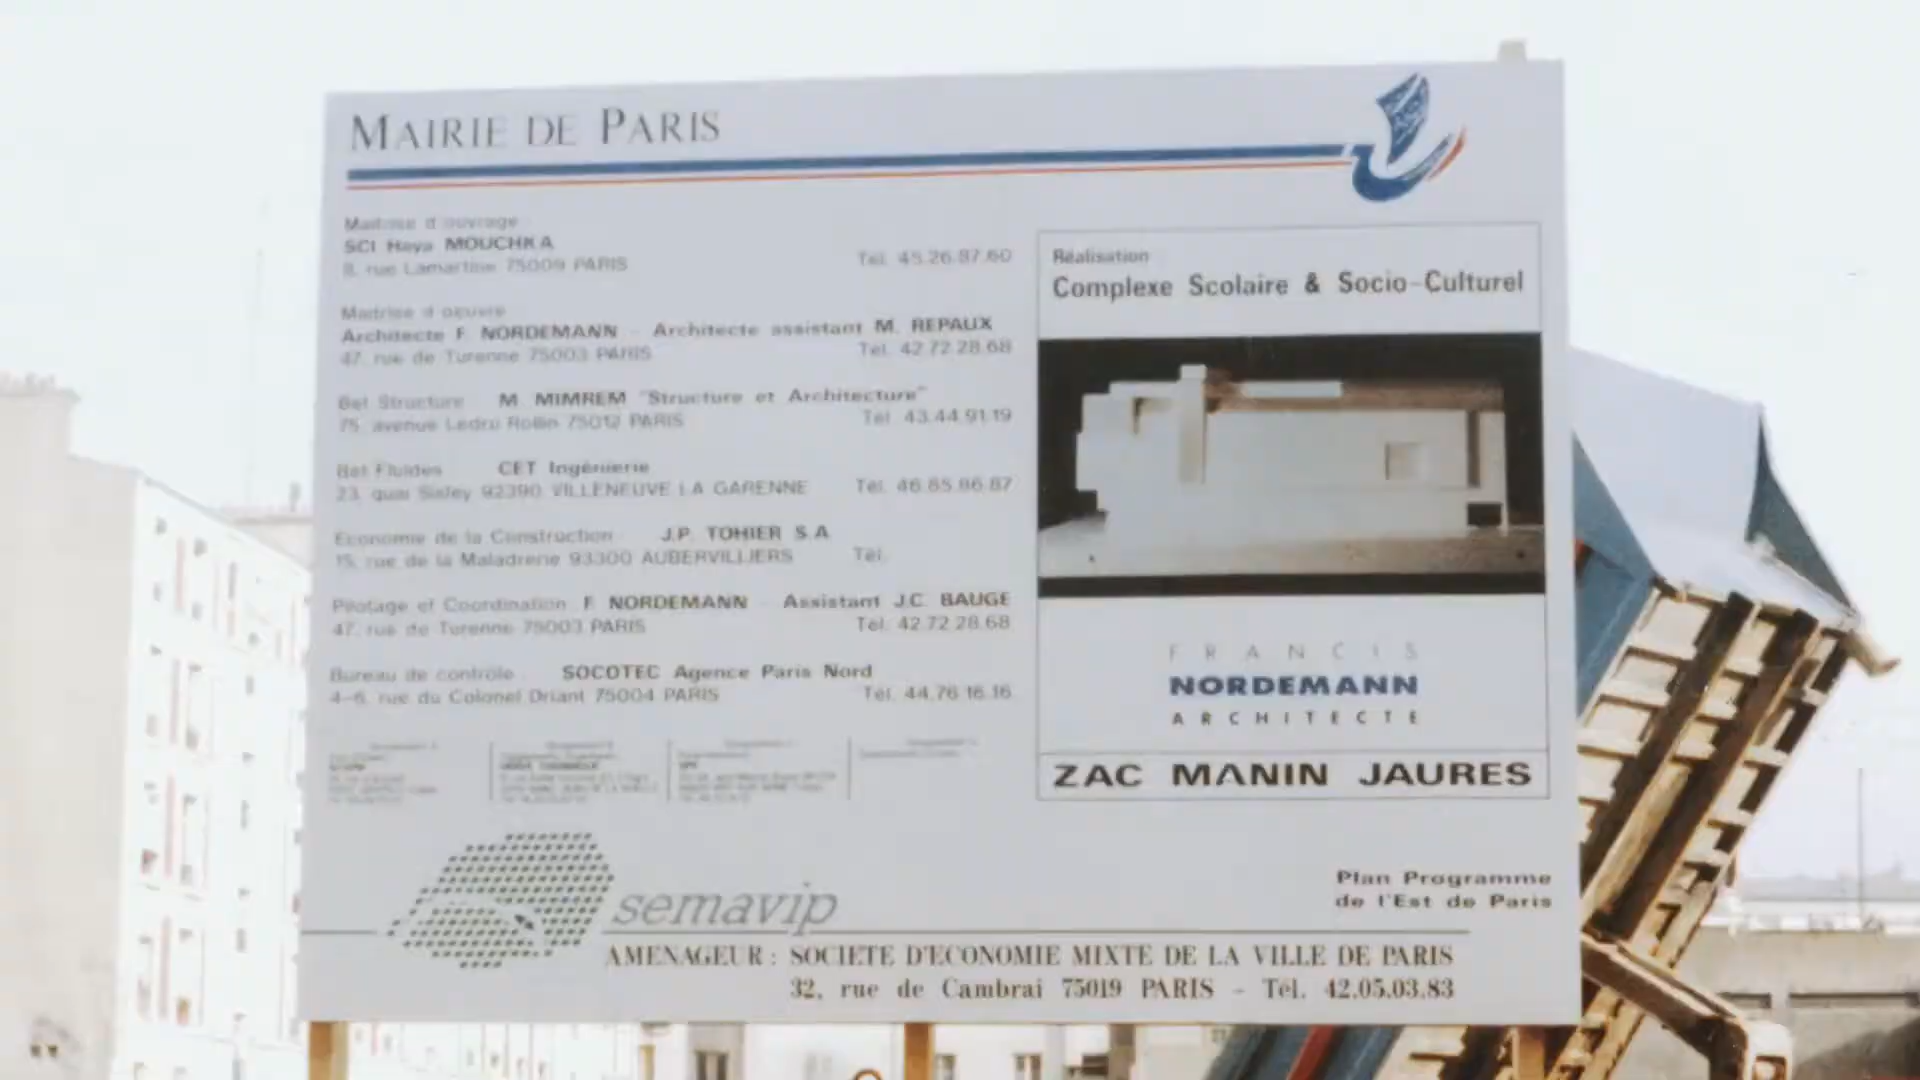 MAIRIE DE PARIS
Maitrise d'ouvrage
SCI Haya MOUCHKA
8, rue Lamartine 75009 PARIS Tél. 45.26.87.60
Maitrise d'oeuvre
Architecte F. NORDEMANN - Architecte assistant M. REPAUX
47, rue de Turenne 75003 PARIS Tél. 42.72.28.68
Bet Structure M. MIMREM "Structure et Architecture"
75, avenue Ledru Rollin 75012 PARIS Tél. 43.44.91.19
Bet Fluides CET Ingénierie
23, quai Sisley 92390 VILLENEUVE LA GARENNE Tél. 46.85.86.87
Economie de la Construction J.P. TOHIER S.A
15, rue de la Maladrerie 93300 AUBERVILLIERS Tél.
Pilotage et Coordination F. NORDEMANN - Assistant J.C. BAUGE
47, rue de Turenne 75003 PARIS Tél. 42.72.28.68
Bureau de contrôle SOCOTEC Agence Paris Nord
4-6, rue du Colonel Driant 75004 PARIS Tél. 44.76.16.16
Réalisation
Complexe Scolaire & Socio-Culturel
FRANCIS
NORDEMANN
ARCHITECTE
ZAC MANIN JAURES
Plan Programme
de l'Est de Paris
semavip
AMENAGEUR : SOCIETE D'ECONOMIE MIXTE DE LA VILLE DE PARIS
32, rue de Cambrai 75019 PARIS - Tél. 42.05.03.83